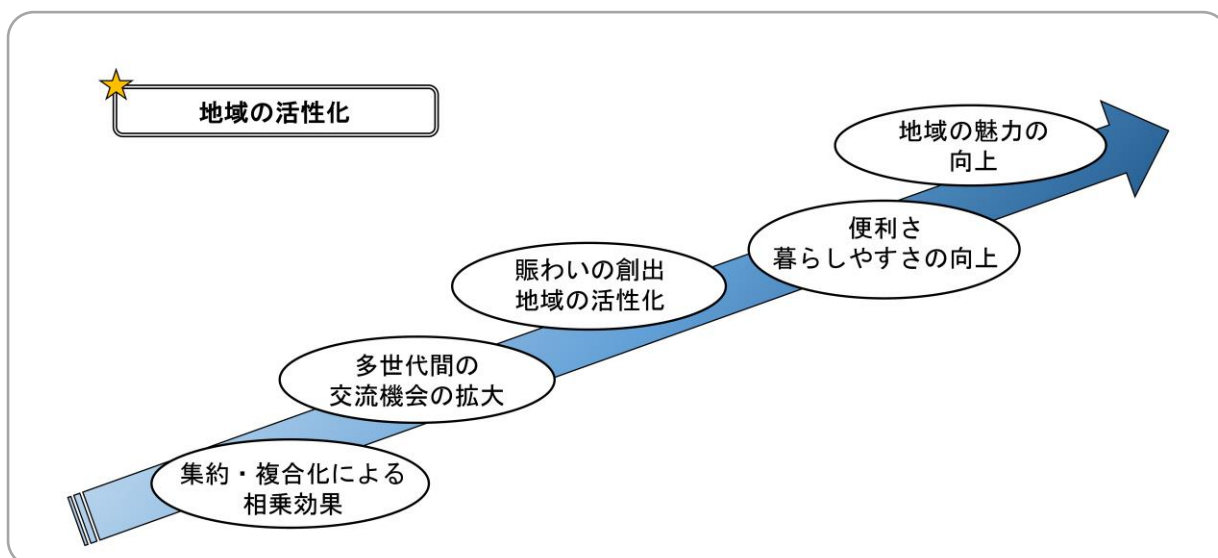 地域の活性化
地域の魅力の
向上
便利さ
暮らしやすさの向上
賑わいの創出
地域の活性化
多世代間の
交流機会の拡大
集約・複合化による
相乗効果